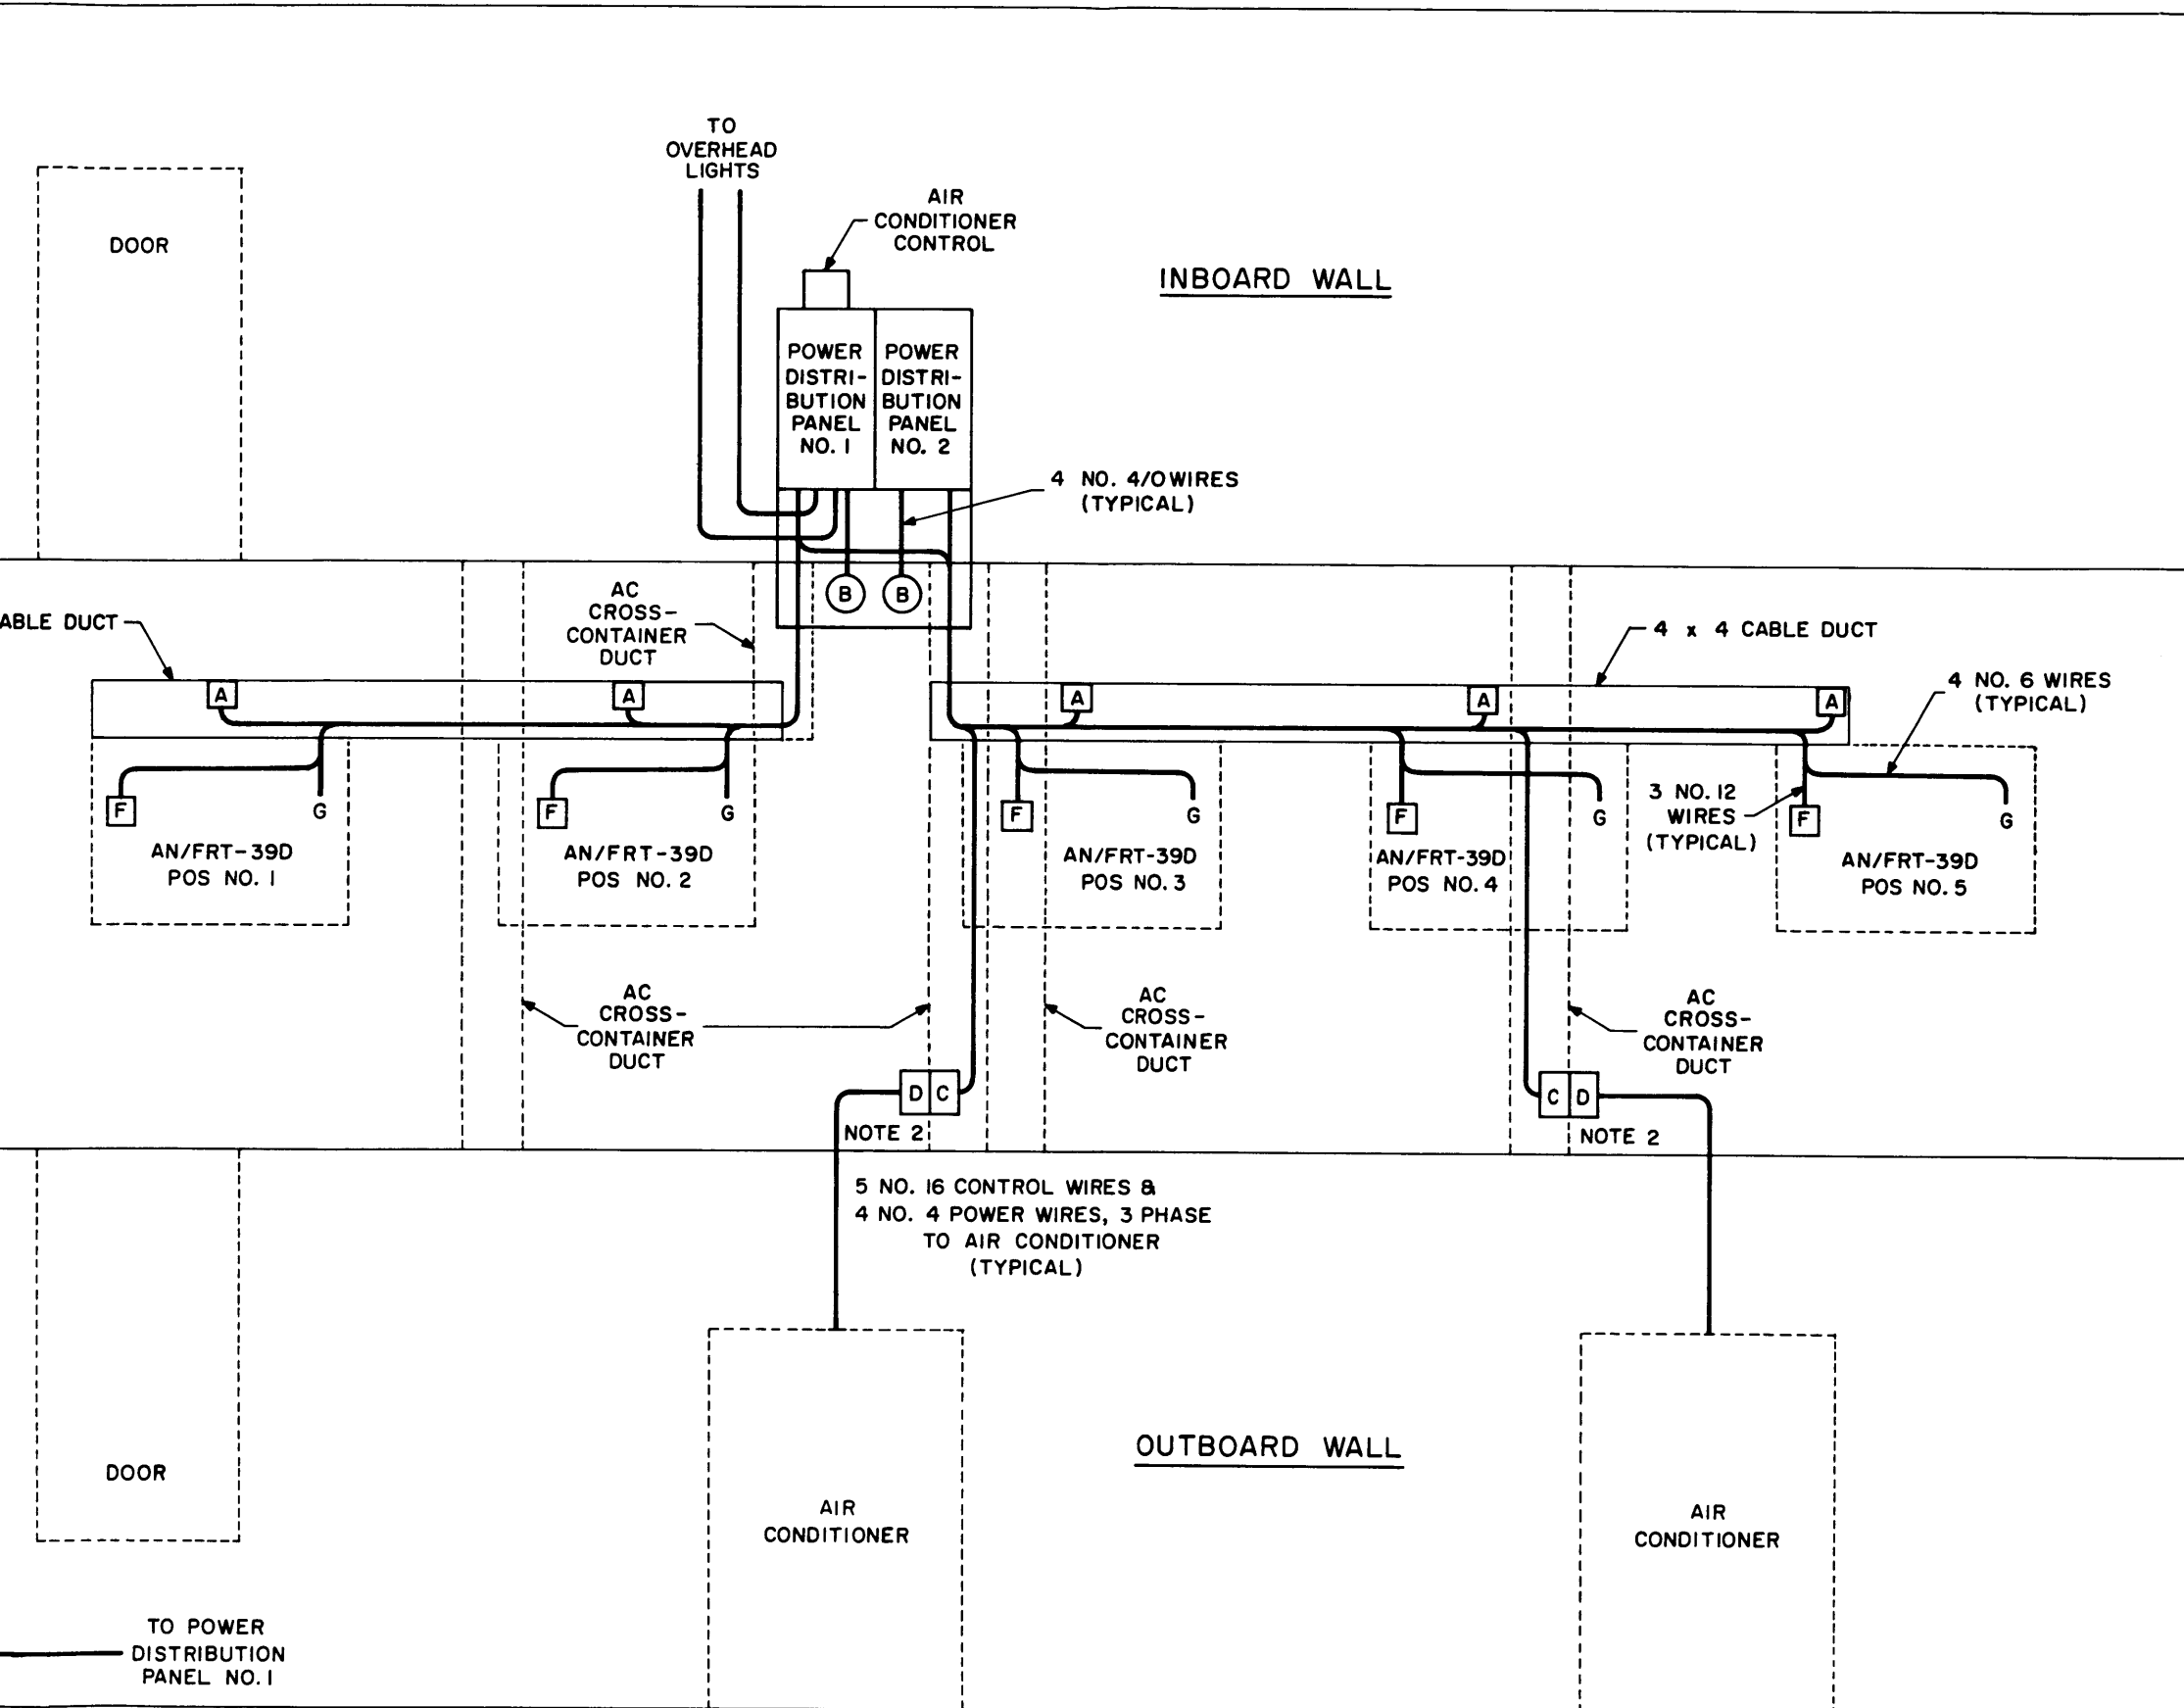 TO
OVERHEAD
LIGHTS
AIR
CONDITIONER
CONTROL
DOOR
INBOARD WALL
POWER
DISTRI-
BUTION
PANEL
NO. 1
POWER
DISTRI-
BUTION
PANEL
NO. 2
4 NO. 4/0 WIRES
(TYPICAL)
B
B
AC
CROSS-
CONTAINER
DUCT
ABLE DUCT
4 x 4 CABLE DUCT
4 NO. 6 WIRES
(TYPICAL)
A
A
A
A
A
F
G
F
G
F
G
F
G
3 NO. 12
WIRES
(TYPICAL)
F
G
AN/FRT-39D
POS NO. 1
AN/FRT-39D
POS NO. 2
AN/FRT-39D
POS NO. 3
AN/FRT-39D
POS NO. 4
AN/FRT-39D
POS NO. 5
AC
CROSS-
CONTAINER
DUCT
AC
CROSS-
CONTAINER
DUCT
AC
CROSS-
CONTAINER
DUCT
D C
NOTE 2
C D
NOTE 2
5 NO. 16 CONTROL WIRES &
4 NO. 4 POWER WIRES, 3 PHASE
TO AIR CONDITIONER
(TYPICAL)
OUTBOARD WALL
DOOR
AIR
CONDITIONER
AIR
CONDITIONER
TO POWER
DISTRIBUTION
PANEL NO. 1